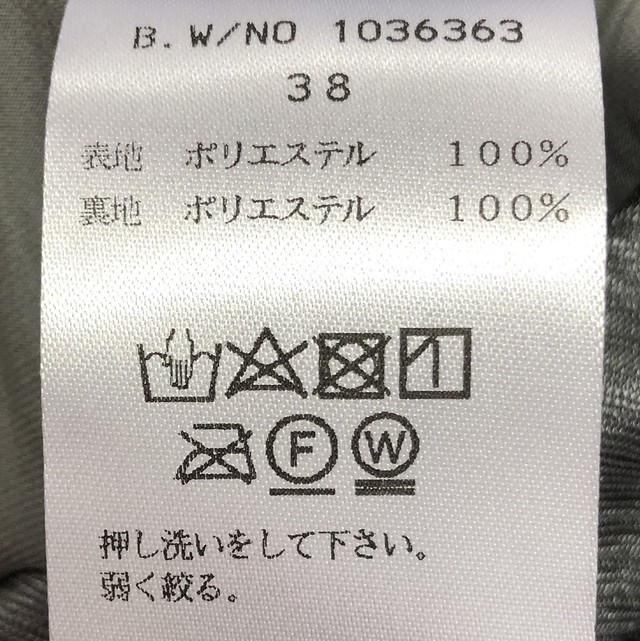 B. W/NO 1036363
38
表地 ポリエステル 100%
裏地 ポリエステル 100%
F W
押し洗いをして下さい。
弱く絞る。